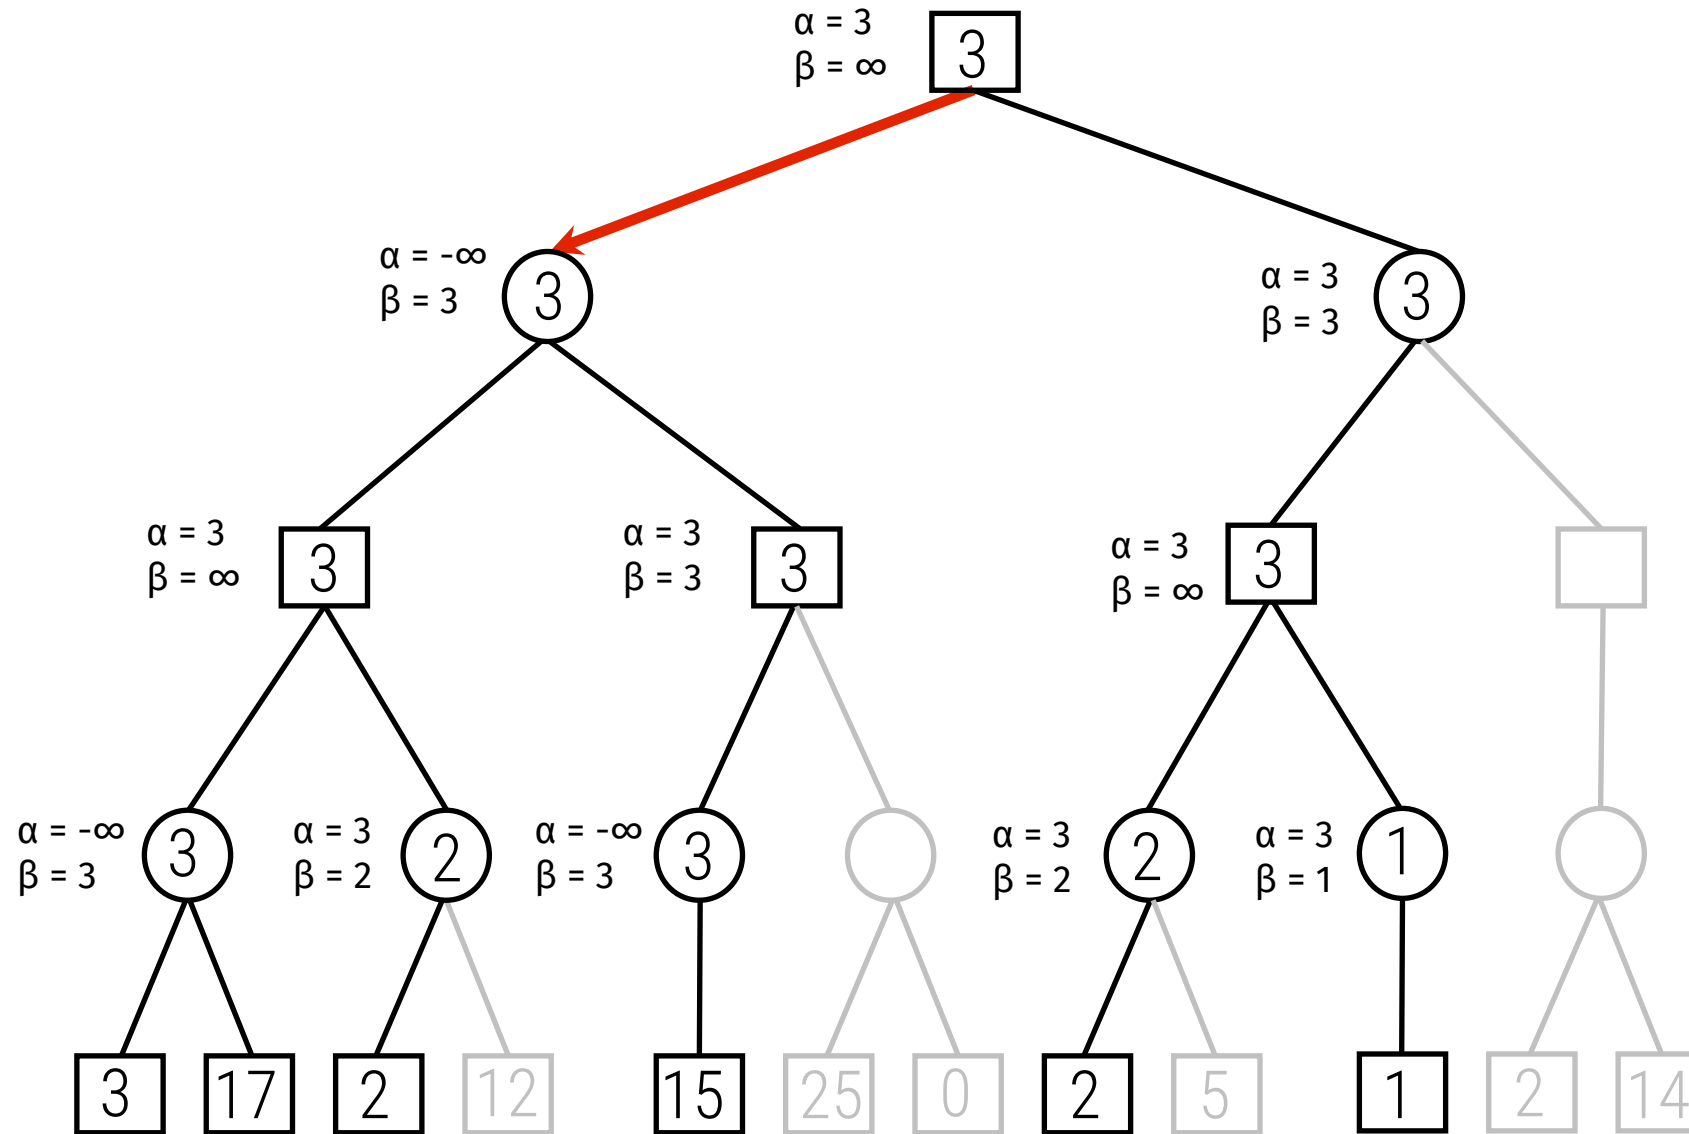 α = 3
β = ∞
3
α = -∞
β = 3
3
α = 3
β = 3
3
α = 3
β = ∞
3
α = 3
β = 3
3
α = 3
β = ∞
3
α = -∞
β = 3
3
α = 3
β = 2
2
α = -∞
β = 3
3
α = 3
β = 2
2
α = 3
β = 1
1
3
17
2
12
15
25
0
2
5
1
2
14